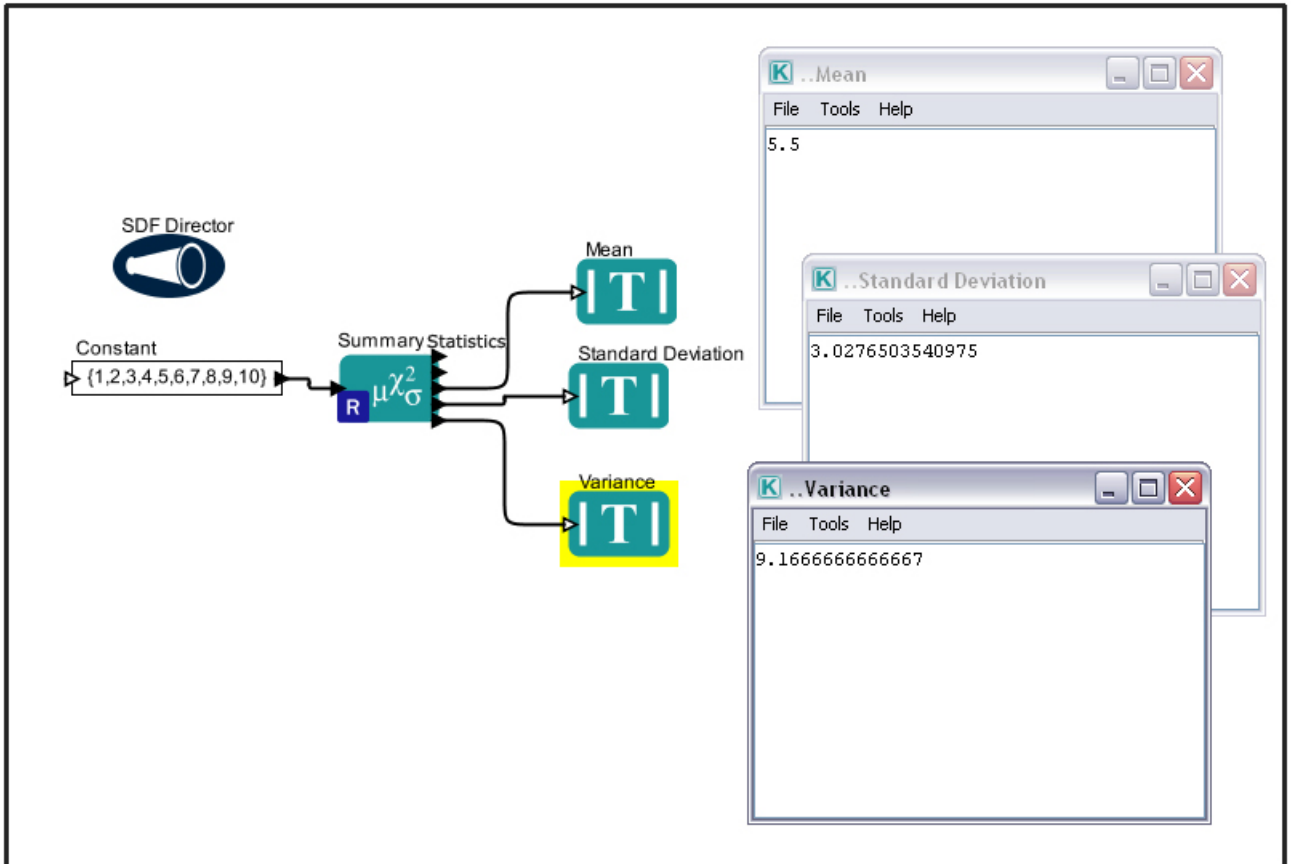 SDF Director
Constant
{1,2,3,4,5,6,7,8,9,10}
Summary Statistics
R μχ²σ
Mean
T
Standard Deviation
T
Variance
T
K ..Mean
File Tools Help
5.5
K ..Standard Deviation
File Tools Help
3.0276503540975
K ..Variance
File Tools Help
9.1666666666667